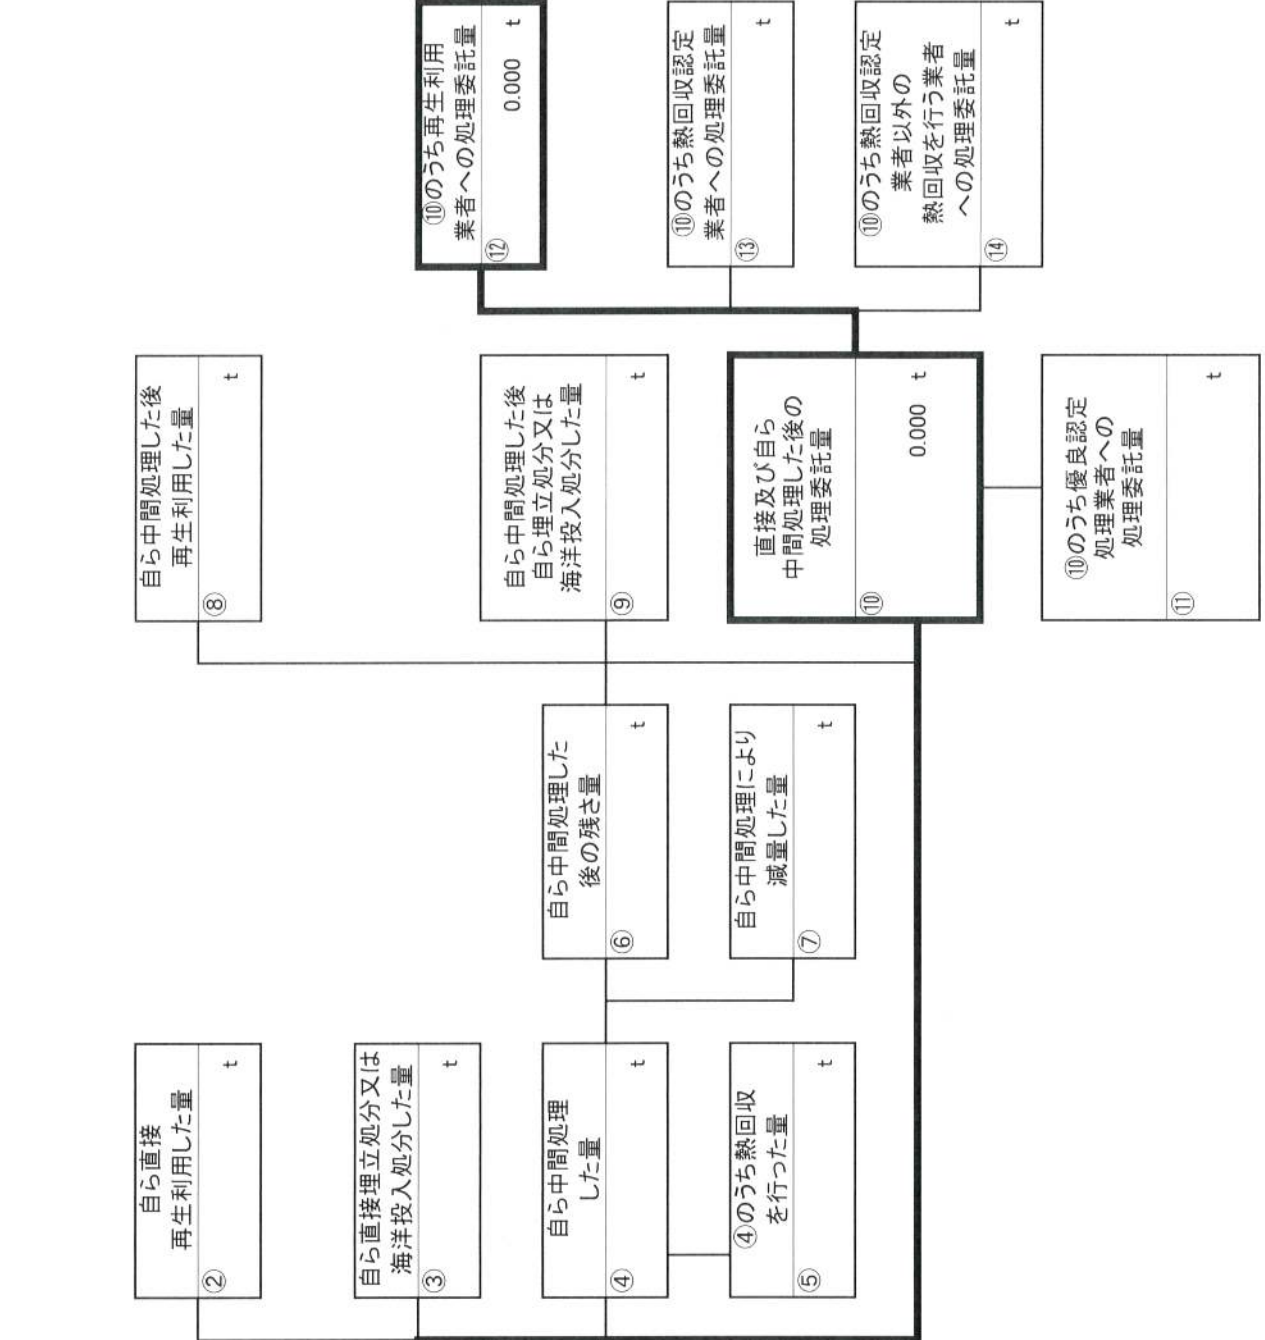 自ら直接
再生利用した量
②
t
自ら直接埋立処分又は
海洋投入処分した量
③
t
自ら中間処理
した量
④
t
④のうち熱回収
を行った量
⑤
t
自ら中間処理した
後の残さ量
⑥
t
自ら中間処理により
減量した量
⑦
t
自ら中間処理した後
再生利用した量
⑧
t
自ら中間処理した後
自ら埋立処分又は
海洋投入処分した量
⑨
t
直接及び自ら
中間処理した後の
処理委託量
⑩
0.000 t
⑩のうち優良認定
処理業者への
処理委託量
⑪
t
⑩のうち再生利用
業者への処理委託量
⑫
0.000 t
⑩のうち熱回収認定
業者への処理委託量
⑬
t
⑩のうち熱回収認定
業者以外の
熱回収を行う業者
への処理委託量
⑭
t